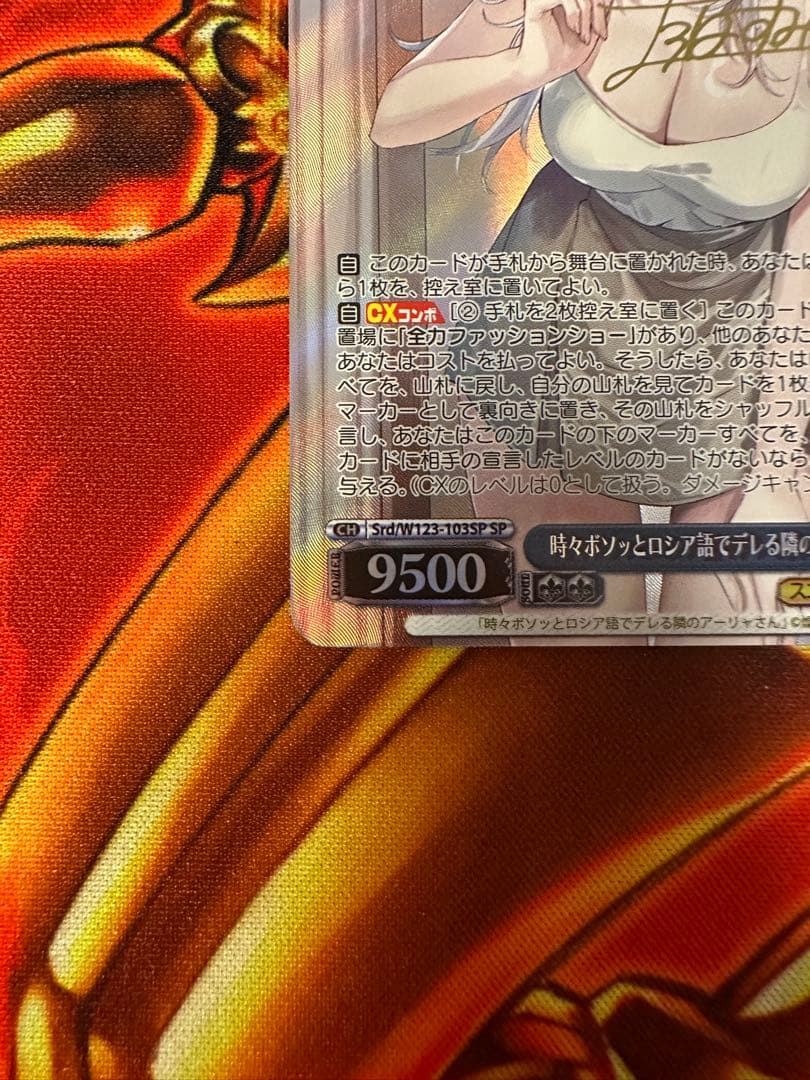 自 このカードが手札から舞台に置かれた時、あなたは
ら1枚を、控え室に置いてよい。
自 CXコンボ [② 手札を2枚控え室に置く] このカード
置場に「全力ファッションショー」があり、他のあなた
あなたはコストを払ってよい。そうしたら、あなたは
べてを、山札に戻し、自分の山札を見てカードを1枚
マーカーとして裏向きに置き、その山札をシャッフル
言し、あなたはこのカードの下のマーカーすべてを、
カードに相手の宣言したレベルのカードがないなら
与える。(CXのレベルは0として扱う。ダメージキャン
CH Srd/W123-103SP SP
時々ボソッとロシア語でデレる隣の
POWER 9500 SOUL
「時々ボソッとロシア語でデレる隣のアーリャさん」©